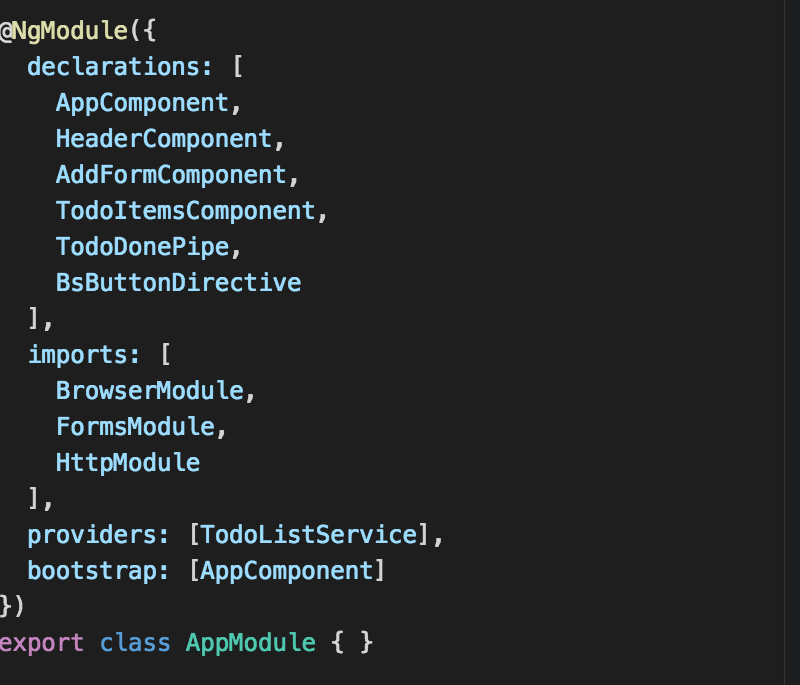 @NgModule({
  declarations: [
    AppComponent,
    HeaderComponent,
    AddFormComponent,
    TodoItemsComponent,
    TodoDonePipe,
    BsButtonDirective
  ],
  imports: [
    BrowserModule,
    FormsModule,
    HttpModule
  ],
  providers: [TodoListService],
  bootstrap: [AppComponent]
})
export class AppModule { }